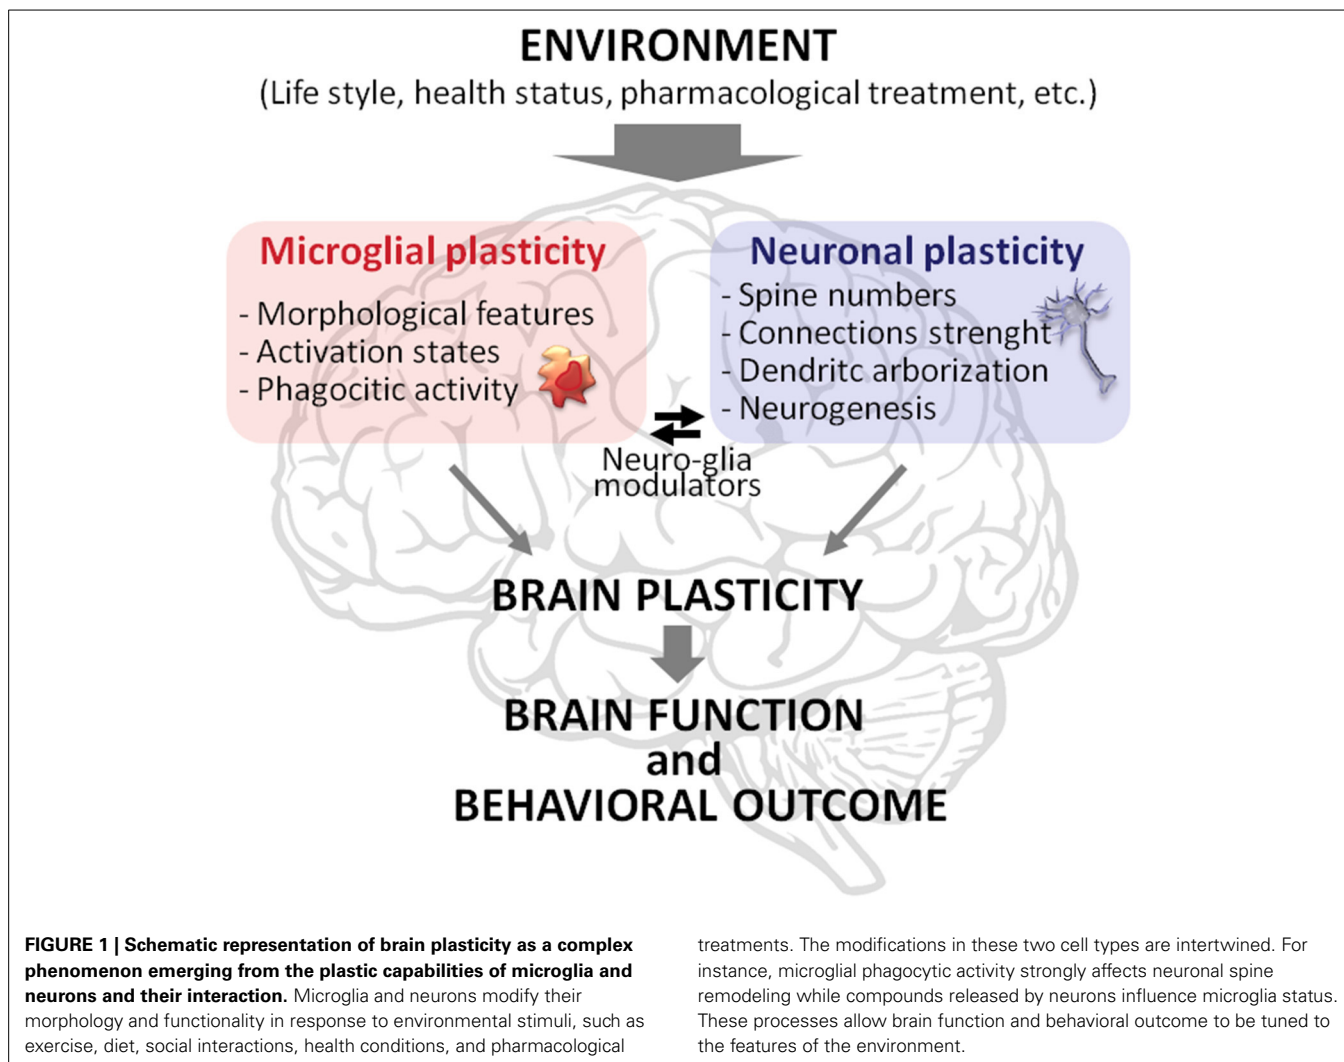 ENVIRONMENT
(Life style, health status, pharmacological treatment, etc.)
Microglial plasticity
- Morphological features
- Activation states
- Phagocitic activity
Neuronal plasticity
- Spine numbers
- Connections strenght
- Dendritc arborization
- Neurogenesis
Neuro-glia
modulators
BRAIN PLASTICITY
BRAIN FUNCTION
and
BEHAVIORAL OUTCOME
FIGURE 1 | Schematic representation of brain plasticity as a complex
phenomenon emerging from the plastic capabilities of microglia and
neurons and their interaction. Microglia and neurons modify their
morphology and functionality in response to environmental stimuli, such as
exercise, diet, social interactions, health conditions, and pharmacological
treatments. The modifications in these two cell types are intertwined. For
instance, microglial phagocytic activity strongly affects neuronal spine
remodeling while compounds released by neurons influence microglia status.
These processes allow brain function and behavioral outcome to be tuned to
the features of the environment.